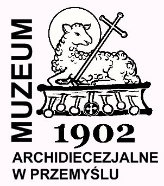 MUZEUM
1902
ARCHIDIECEZJALNE
W PRZEMYŚLU